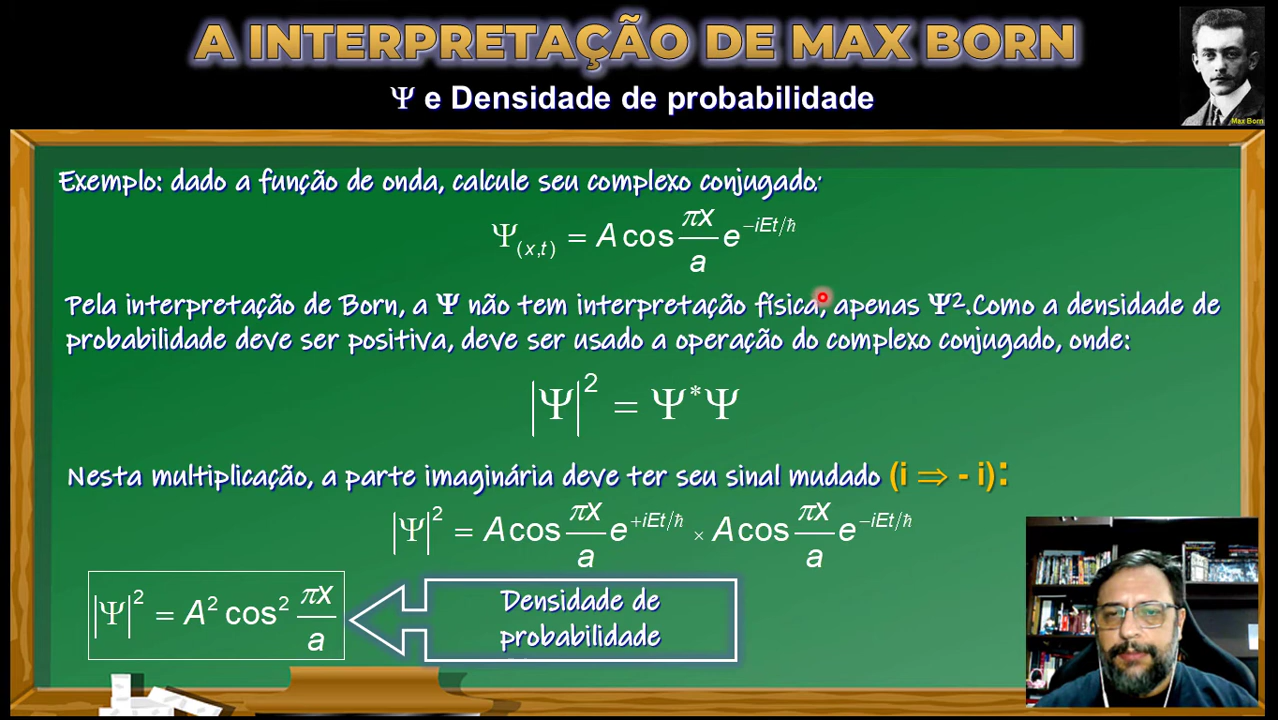 A INTERPRETAÇÃO DE MAX BORN
Ψ e Densidade de probabilidade
Max Born
Exemplo: dado a função de onda, calcule seu complexo conjugado:
Ψ(x,t) = A cos πx/a e^−iEt/ħ
Pela interpretação de Born, a Ψ não tem interpretação física, apenas Ψ².Como a densidade de
probabilidade deve ser positiva, deve ser usado a operação do complexo conjugado, onde:
|Ψ|² = Ψ*Ψ
Nesta multiplicação, a parte imaginária deve ter seu sinal mudado (i ⇒ - i):
|Ψ|² = A cos πx/a e^+iEt/ħ × A cos πx/a e^−iEt/ħ
|Ψ|² = A² cos² πx/a
Densidade de
probabilidade